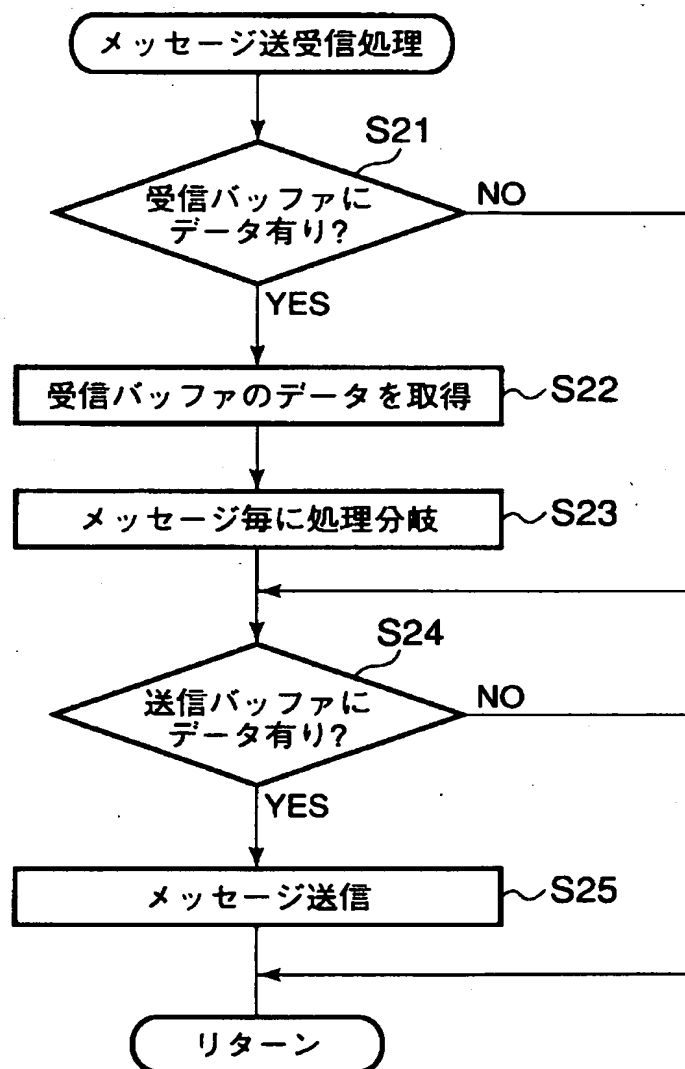 メッセージ送受信処理
S21
受信バッファに
データ有り?
NO
YES
受信バッファのデータを取得
S22
メッセージ毎に処理分岐
S23
S24
送信バッファに
データ有り?
NO
YES
メッセージ送信
S25
リターン